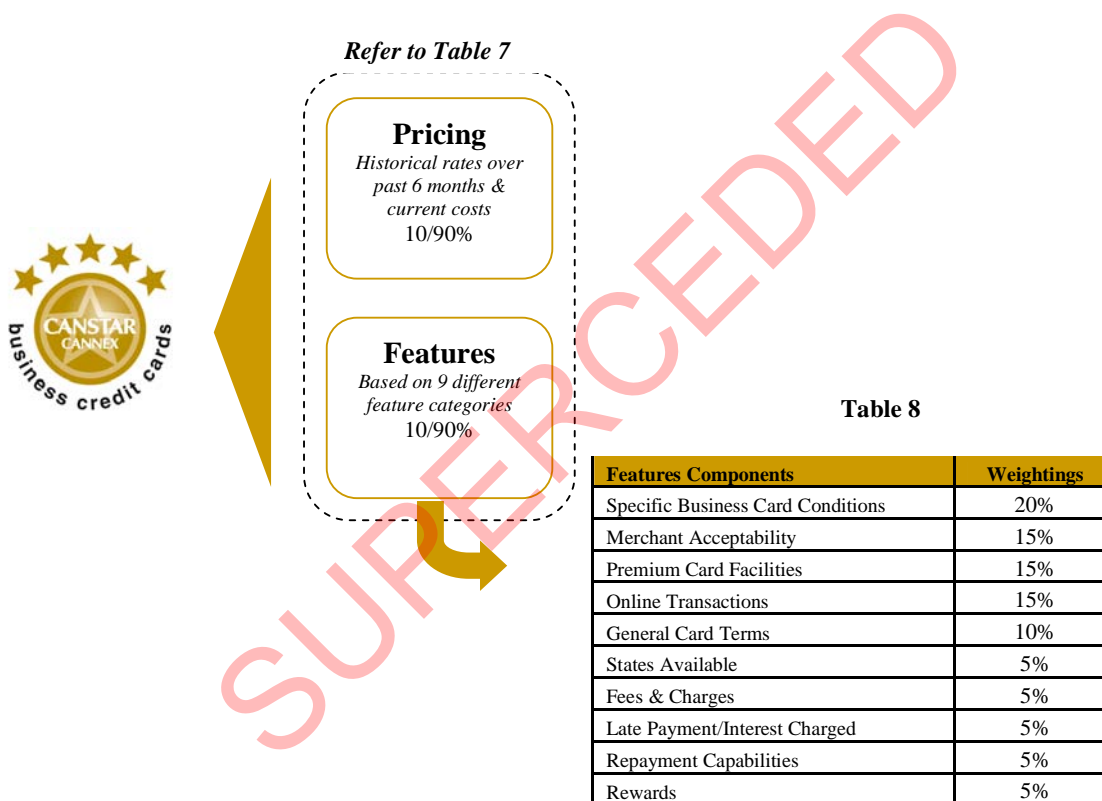 Refer to Table 7
Pricing
Historical rates over
past 6 months &
current costs
10/90%
CANSTAR
CANNEX
business credit cards
Features
Based on 9 different
feature categories
10/90%
Table 8
Features Components Weightings
Specific Business Card Conditions 20%
Merchant Acceptability 15%
Premium Card Facilities 15%
Online Transactions 15%
General Card Terms 10%
States Available 5%
Fees & Charges 5%
Late Payment/Interest Charged 5%
Repayment Capabilities 5%
Rewards 5%
SUPERCEDED